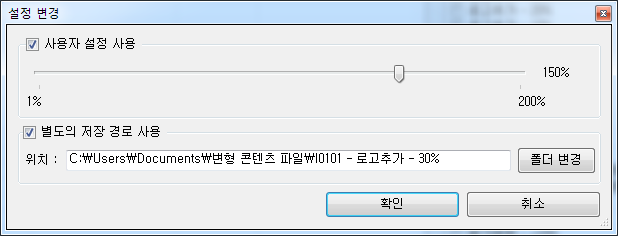 설정 변경
사용자 설정 사용
150%
1% 200%
별도의 저장 경로 사용
위치 : C:₩Users₩Documents₩변형 콘텐츠 파일₩I0101 - 로고추가 - 30% 폴더 변경
확인 취소